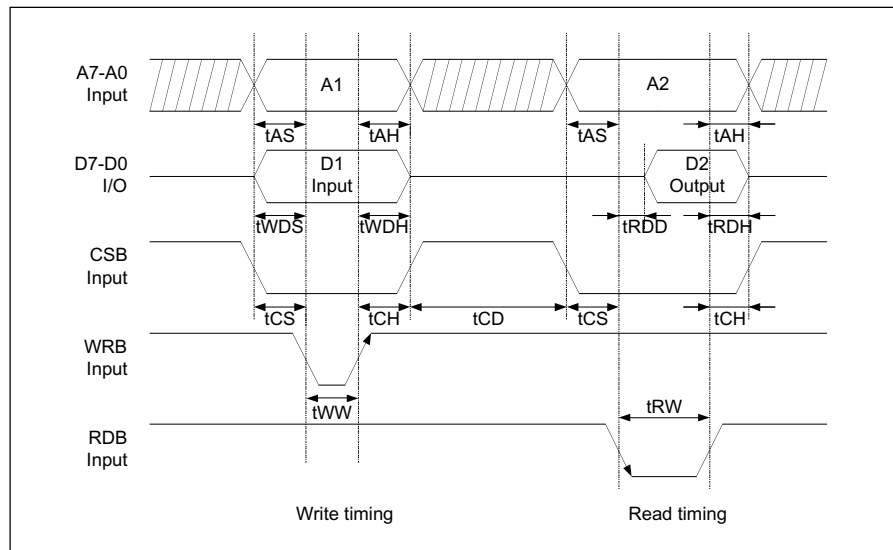 A7-A0
Input
A1
A2
tAS
tAH
tAS
tAH
D7-D0
I/O
D1
Input
D2
Output
tWDS
tWDH
tRDD
tRDH
CSB
Input
tCS
tCH
tCD
tCS
tCH
WRB
Input
tWW
tRW
RDB
Input
Write timing
Read timing